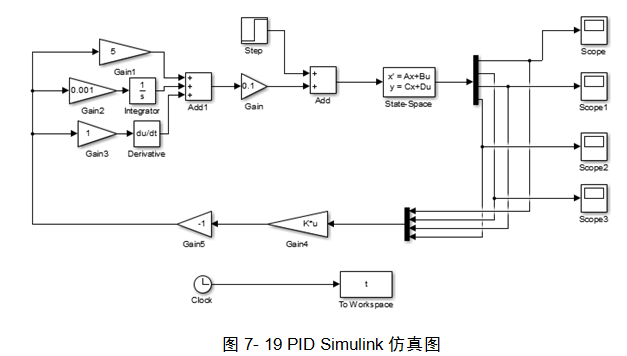 5
Gain1
0.001
Gain2
1
s
Integrator
1
Gain3
du/dt
Derivative
+
+
+
Add1
0.1
Gain
Step
+
+
Add
x' = Ax+Bu
y = Cx+Du
State-Space
Scope
Scope1
Scope2
Scope3
-1
Gain5
K*u
Gain4
Clock
t
To Workspace
图 7- 19 PID Simulink 仿真图